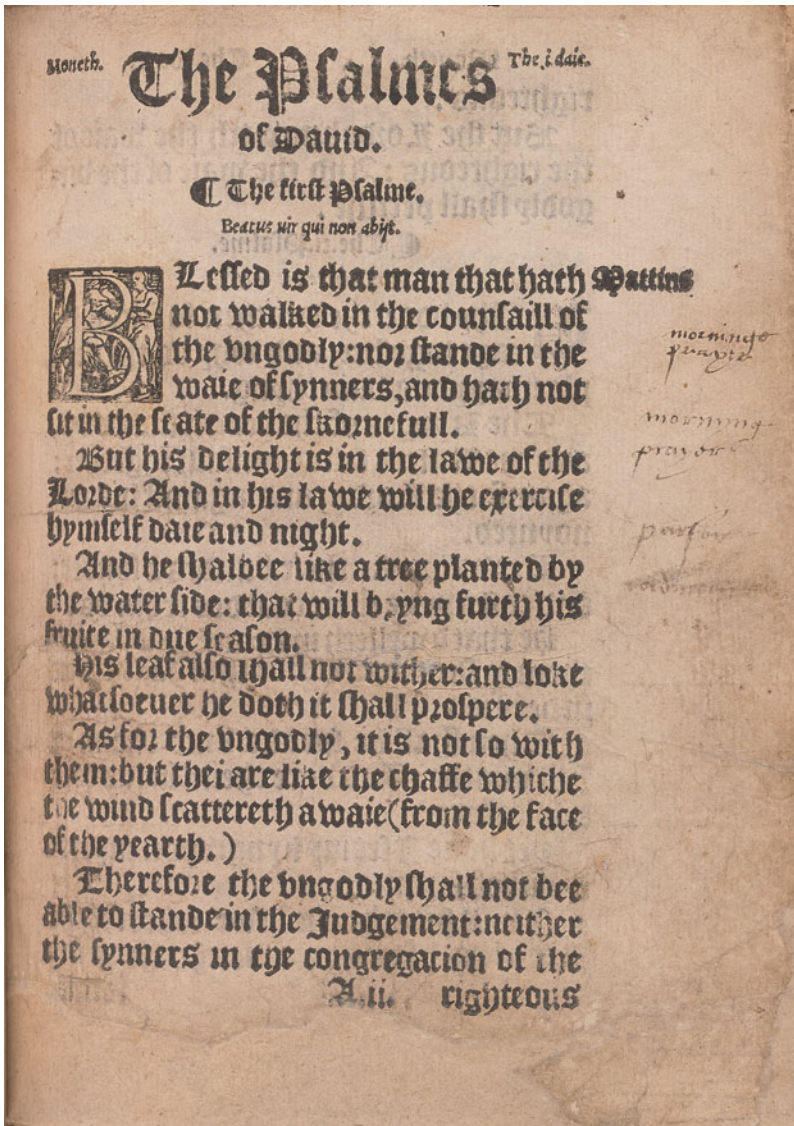 Moneth. The Psalmes The .i. daie.
of Dauid.
¶ The first Psalme.
Beatus uir qui non abijt.
BLessed is that man that hath Mattins
not walked in the counsaill of
the vngodly: nor stande in the
waie of synners, and hath not
sit in the seate of the skornefull.
But his delight is in the lawe of the
Lorde: And in his lawe will he exercise
hymself daie and night.
And he shalbee like a tree planted by
the water side: that will bryng furth his
fruite in due season.
His leaf also shall not wither: and loke
whatsoeuer he doth it shall prospere.
As for the vngodly, it is not so with
them: but thei are like the chaffe whiche
the wind scattereth awaie (from the face
of the yearth.)
Therefore the vngodly shall not bee
able to stande in the Judgement: neither
the synners in the congregacion of the
A.ii. righteous
morninge
prayer
morning
prayer